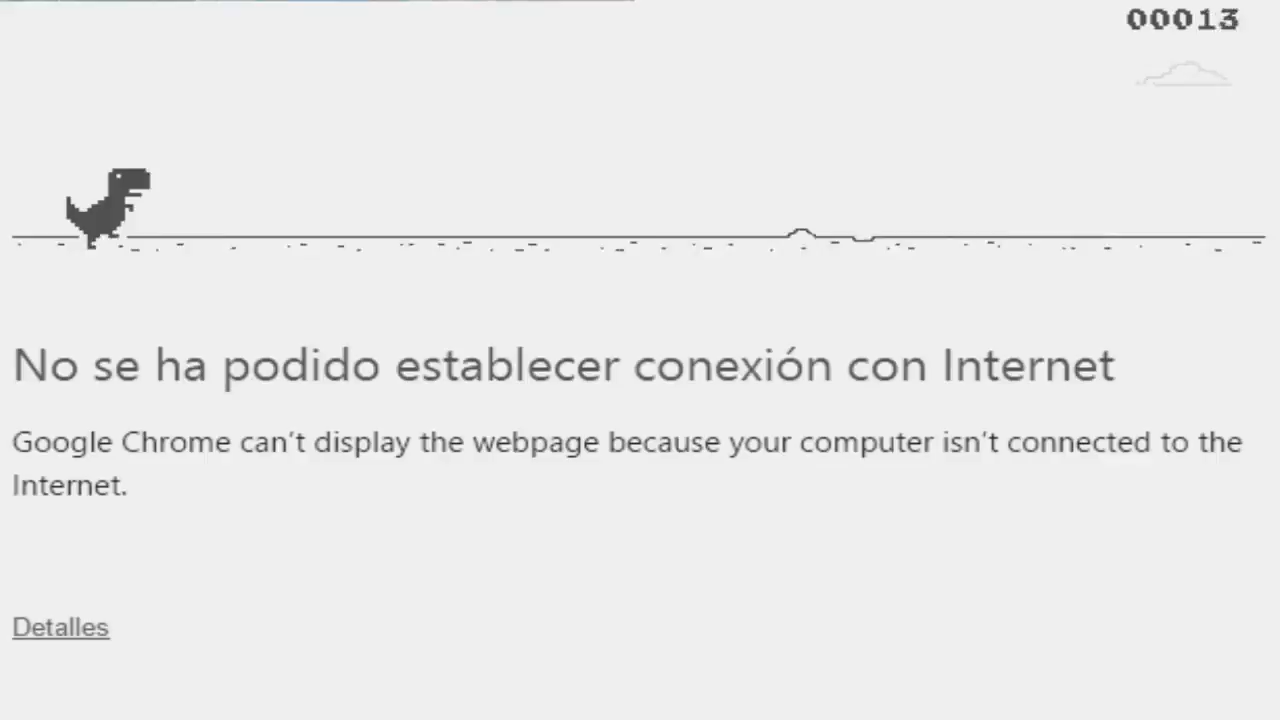 00013
No se ha podido establecer conexión con Internet
Google Chrome can't display the webpage because your computer isn't connected to the
Internet.
Detalles